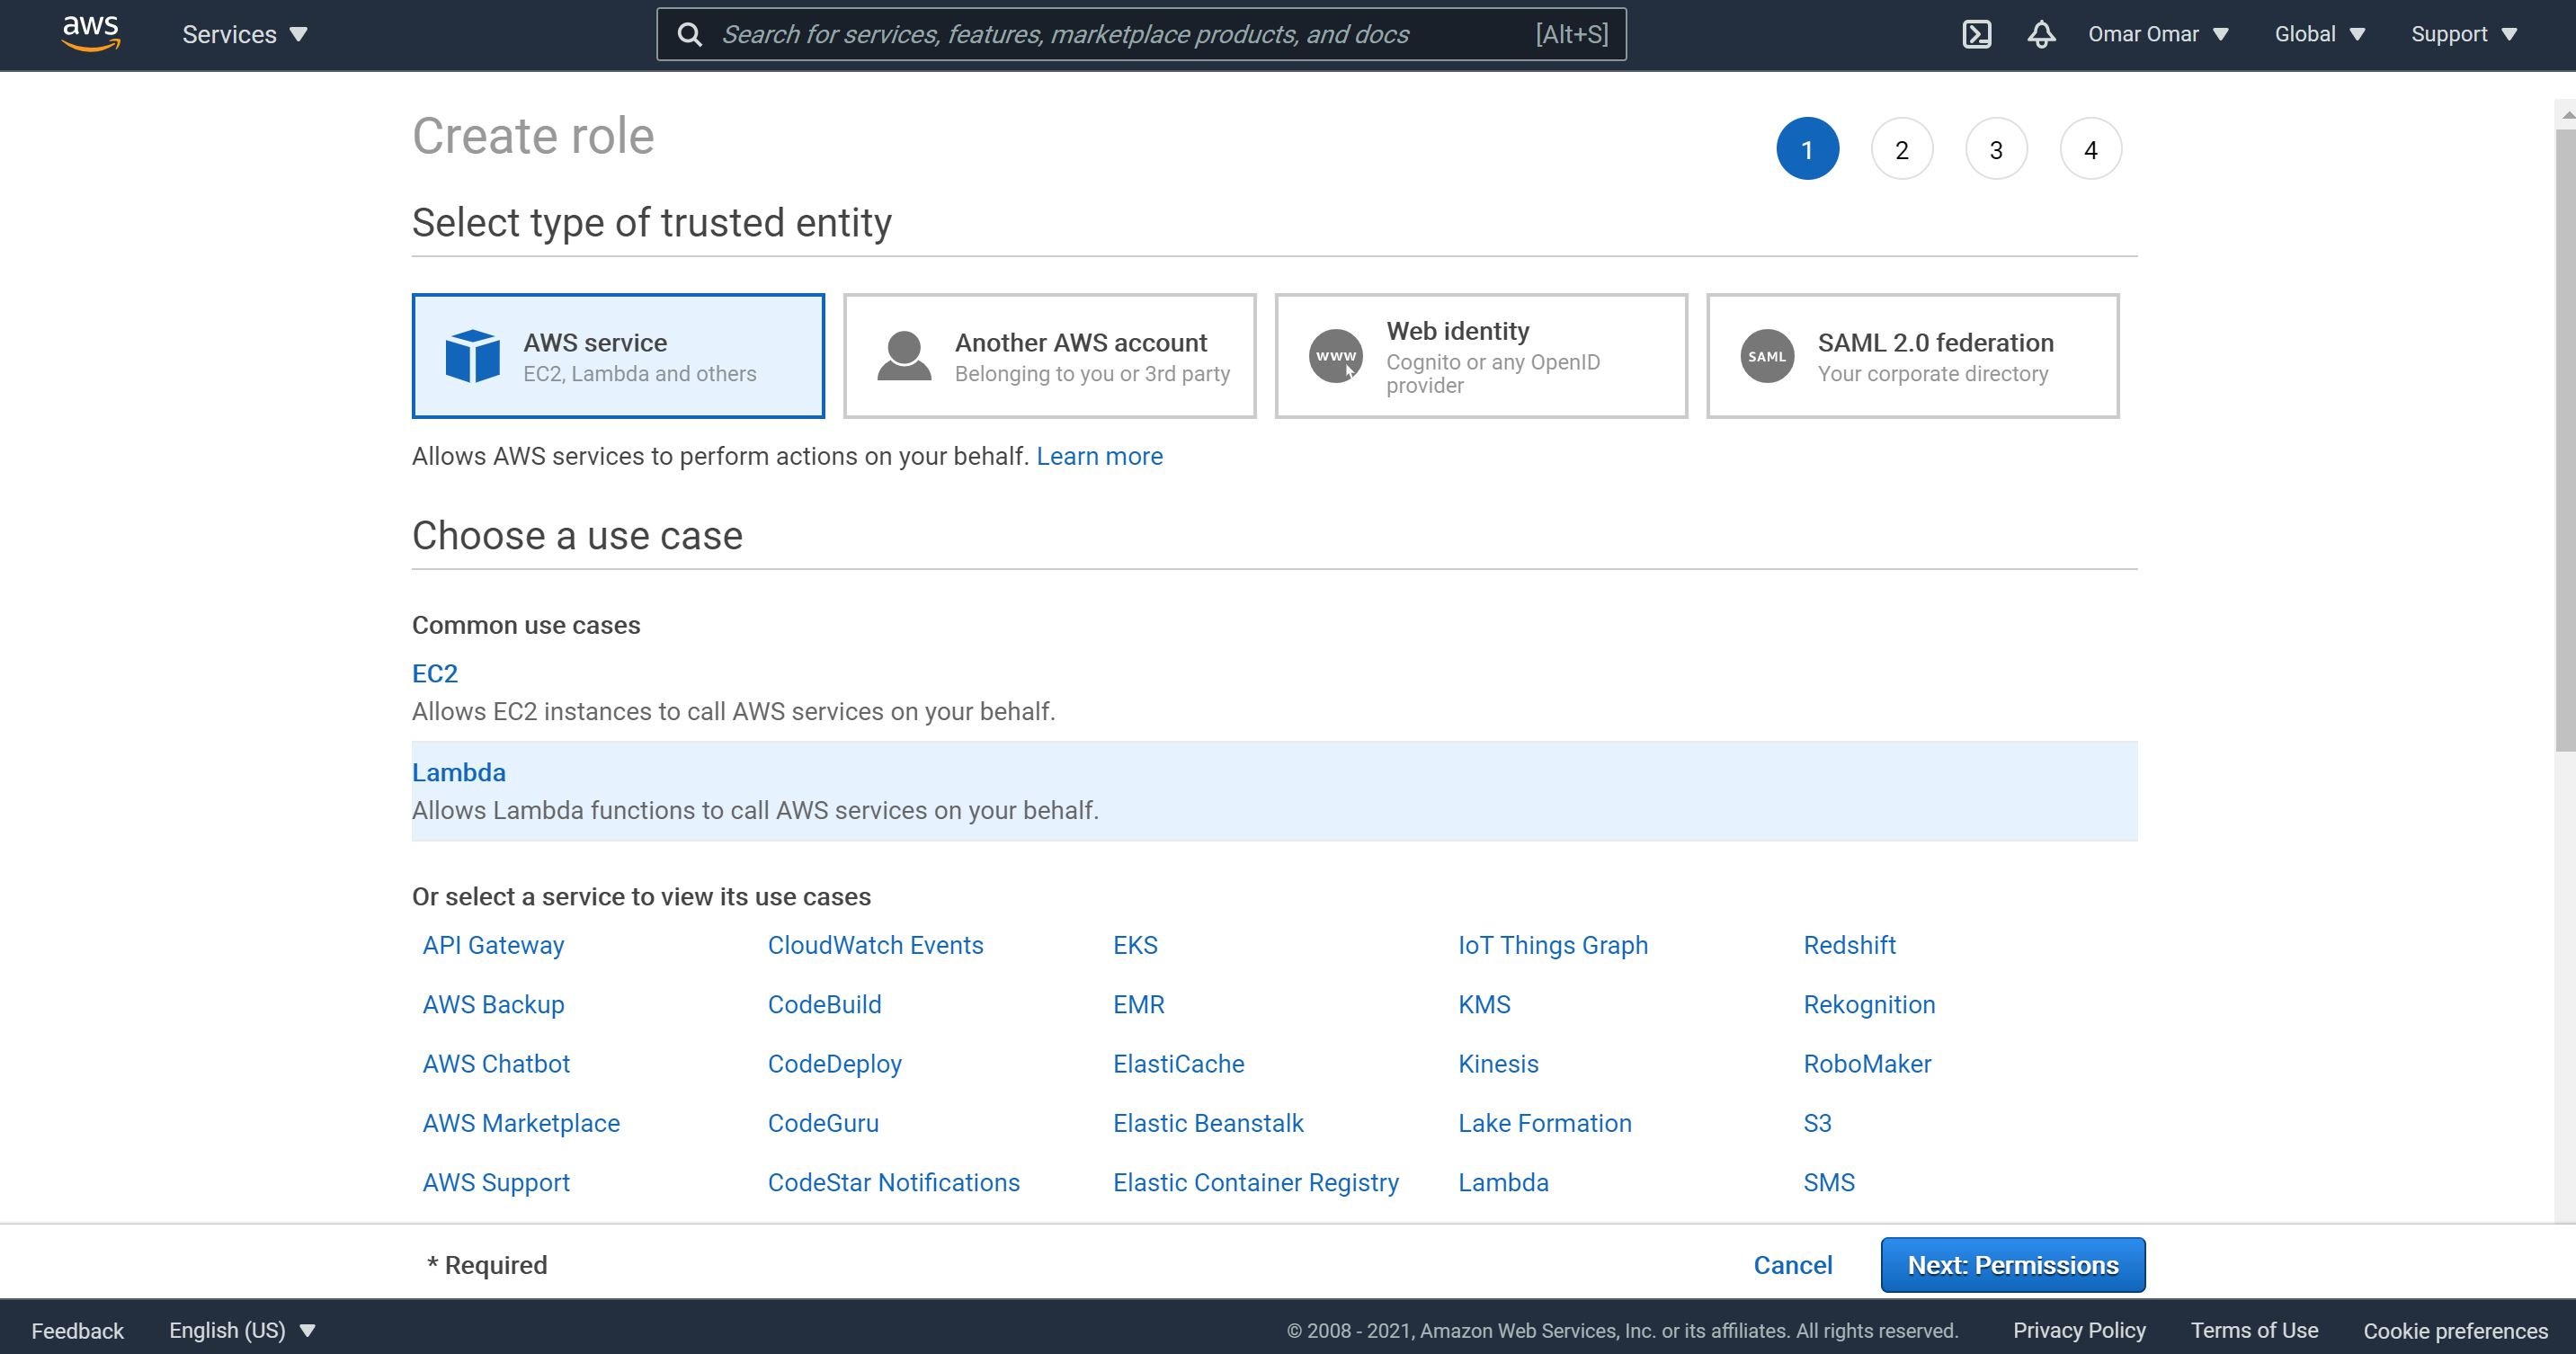 aws Services Search for services, features, marketplace products, and docs [Alt+S] Omar Omar Global Support
Create role 1 2 3 4
Select type of trusted entity
AWS service
EC2, Lambda and others
Another AWS account
Belonging to you or 3rd party
www
Web identity
Cognito or any OpenID
provider
SAML
SAML 2.0 federation
Your corporate directory
Allows AWS services to perform actions on your behalf. Learn more
Choose a use case
Common use cases
EC2
Allows EC2 instances to call AWS services on your behalf.
Lambda
Allows Lambda functions to call AWS services on your behalf.
Or select a service to view its use cases
API Gateway CloudWatch Events EKS IoT Things Graph Redshift
AWS Backup CodeBuild EMR KMS Rekognition
AWS Chatbot CodeDeploy ElastiCache Kinesis RoboMaker
AWS Marketplace CodeGuru Elastic Beanstalk Lake Formation S3
AWS Support CodeStar Notifications Elastic Container Registry Lambda SMS
* Required Cancel Next: Permissions
Feedback English (US) © 2008 - 2021, Amazon Web Services, Inc. or its affiliates. All rights reserved. Privacy Policy Terms of Use Cookie preferences